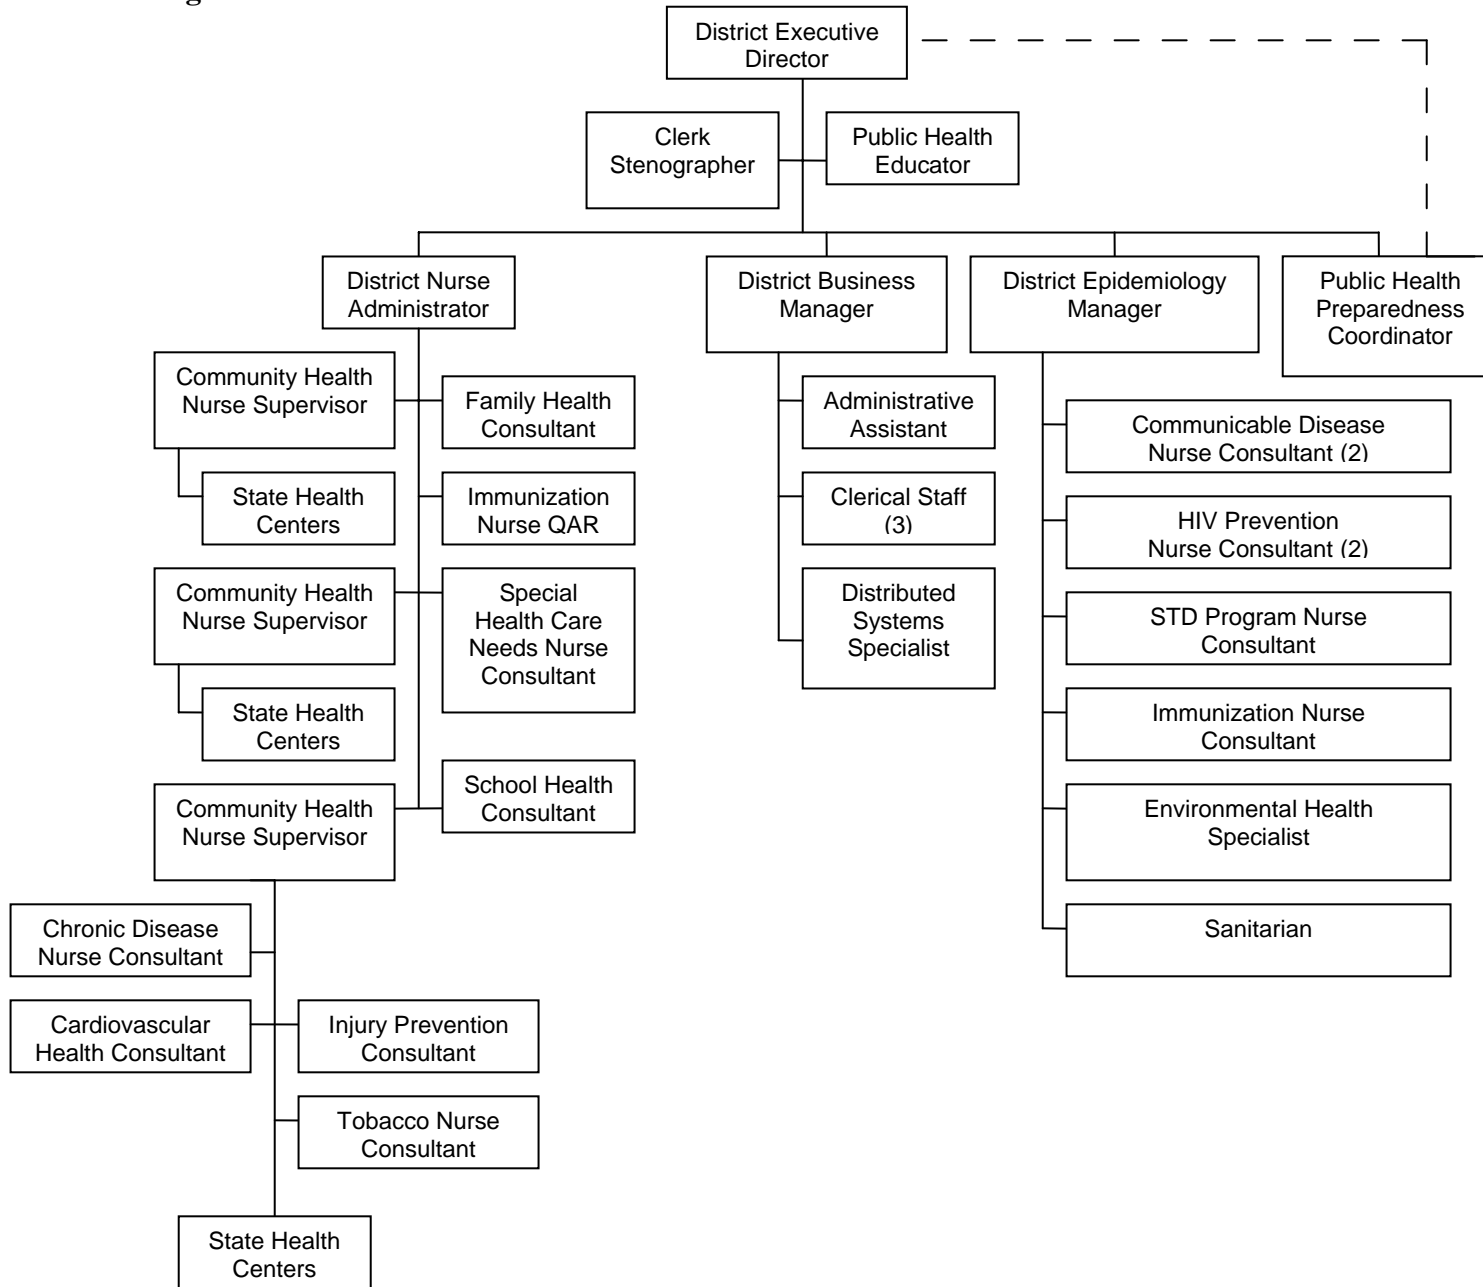 District Executive
Director
Clerk
Stenographer
Public Health
Educator
District Nurse
Administrator
District Business
Manager
District Epidemiology
Manager
Public Health
Preparedness
Coordinator
Community Health
Nurse Supervisor
Family Health
Consultant
State Health
Centers
Immunization
Nurse QAR
Community Health
Nurse Supervisor
Special
Health Care
Needs Nurse
Consultant
State Health
Centers
Community Health
Nurse Supervisor
School Health
Consultant
Chronic Disease
Nurse Consultant
Cardiovascular
Health Consultant
Injury Prevention
Consultant
Tobacco Nurse
Consultant
State Health
Centers
Administrative
Assistant
Clerical Staff
(3)
Distributed
Systems
Specialist
Communicable Disease
Nurse Consultant (2)
HIV Prevention
Nurse Consultant (2)
STD Program Nurse
Consultant
Immunization Nurse
Consultant
Environmental Health
Specialist
Sanitarian